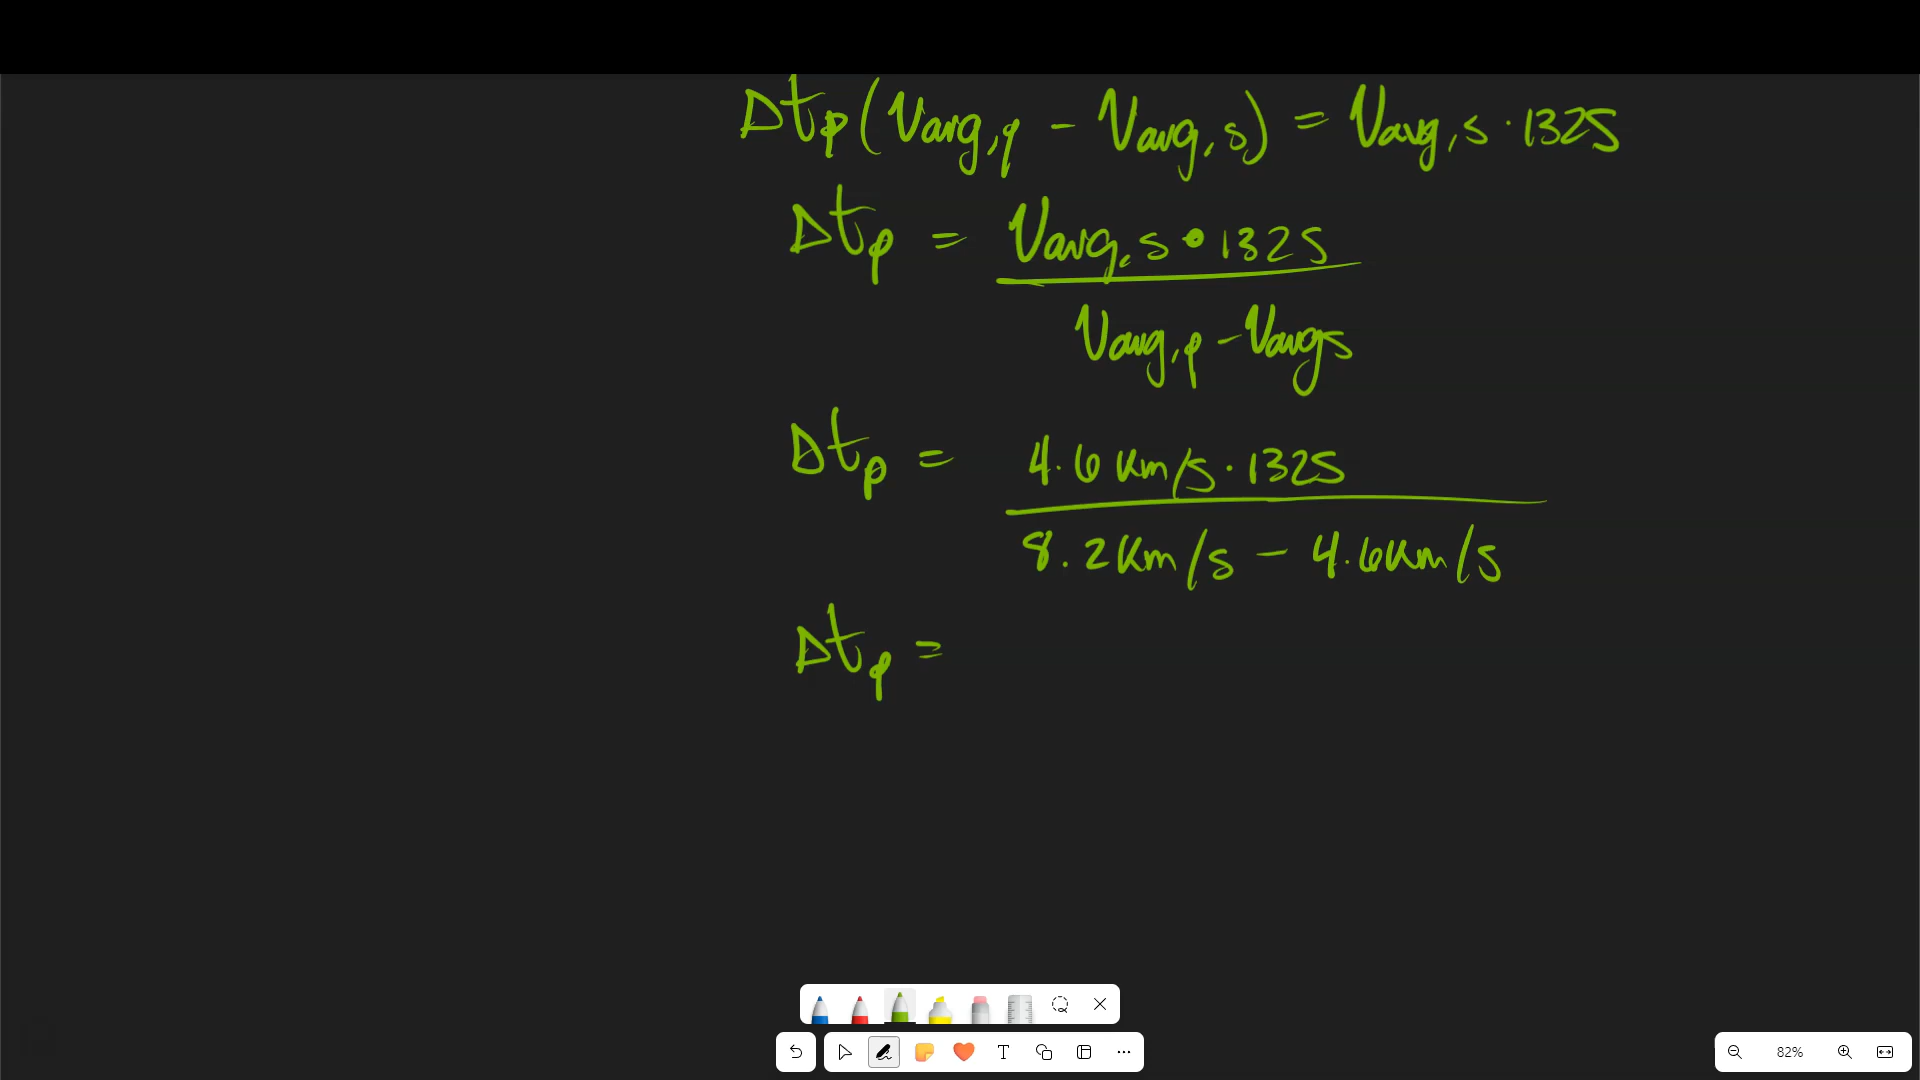 Δtp(Vavg,p - Vavg,s) = Vavg,s · 132s
Δtp = Vavg,s • 132s
Vavg,p - Vavgs
Δtp = 4.6 km/s · 132s
8.2km/s - 4.6km/s
Δtp =
T
82%